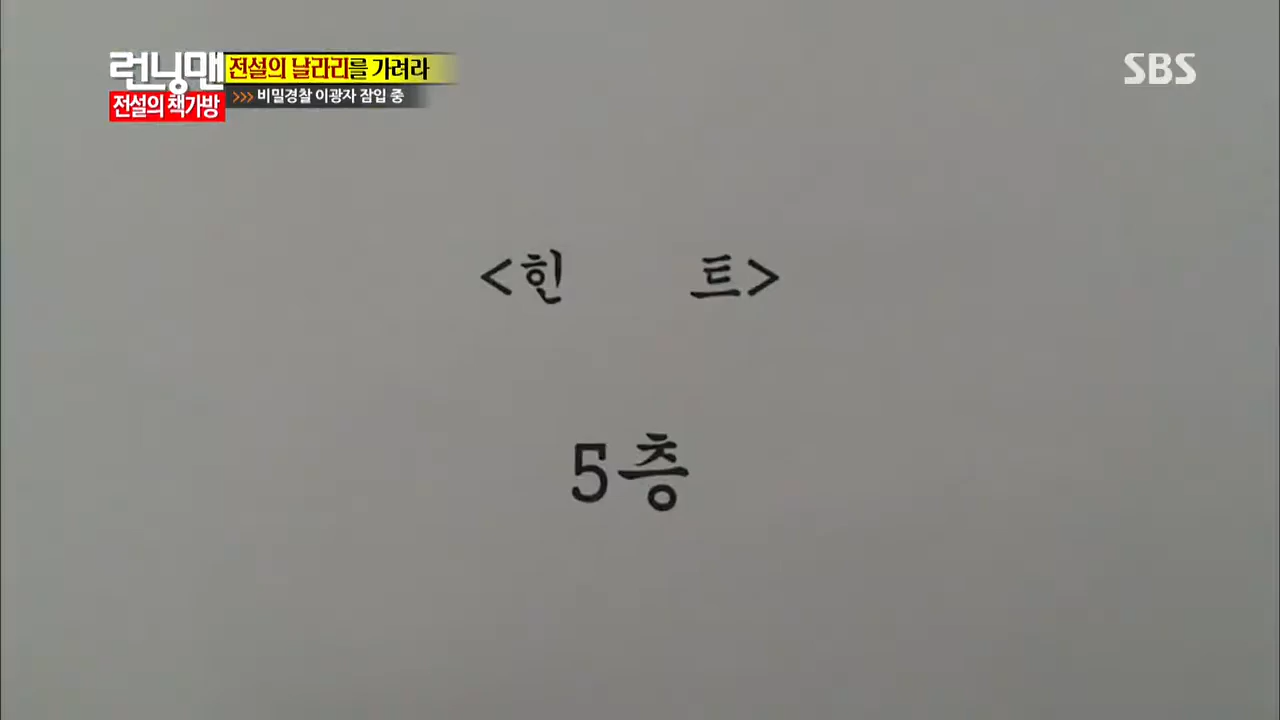 런닝맨 전설의 날라리를 가려라 SBS
전설의 책가방 >>> 비밀경찰 이광자 잠입 중
<힌 트>
5층